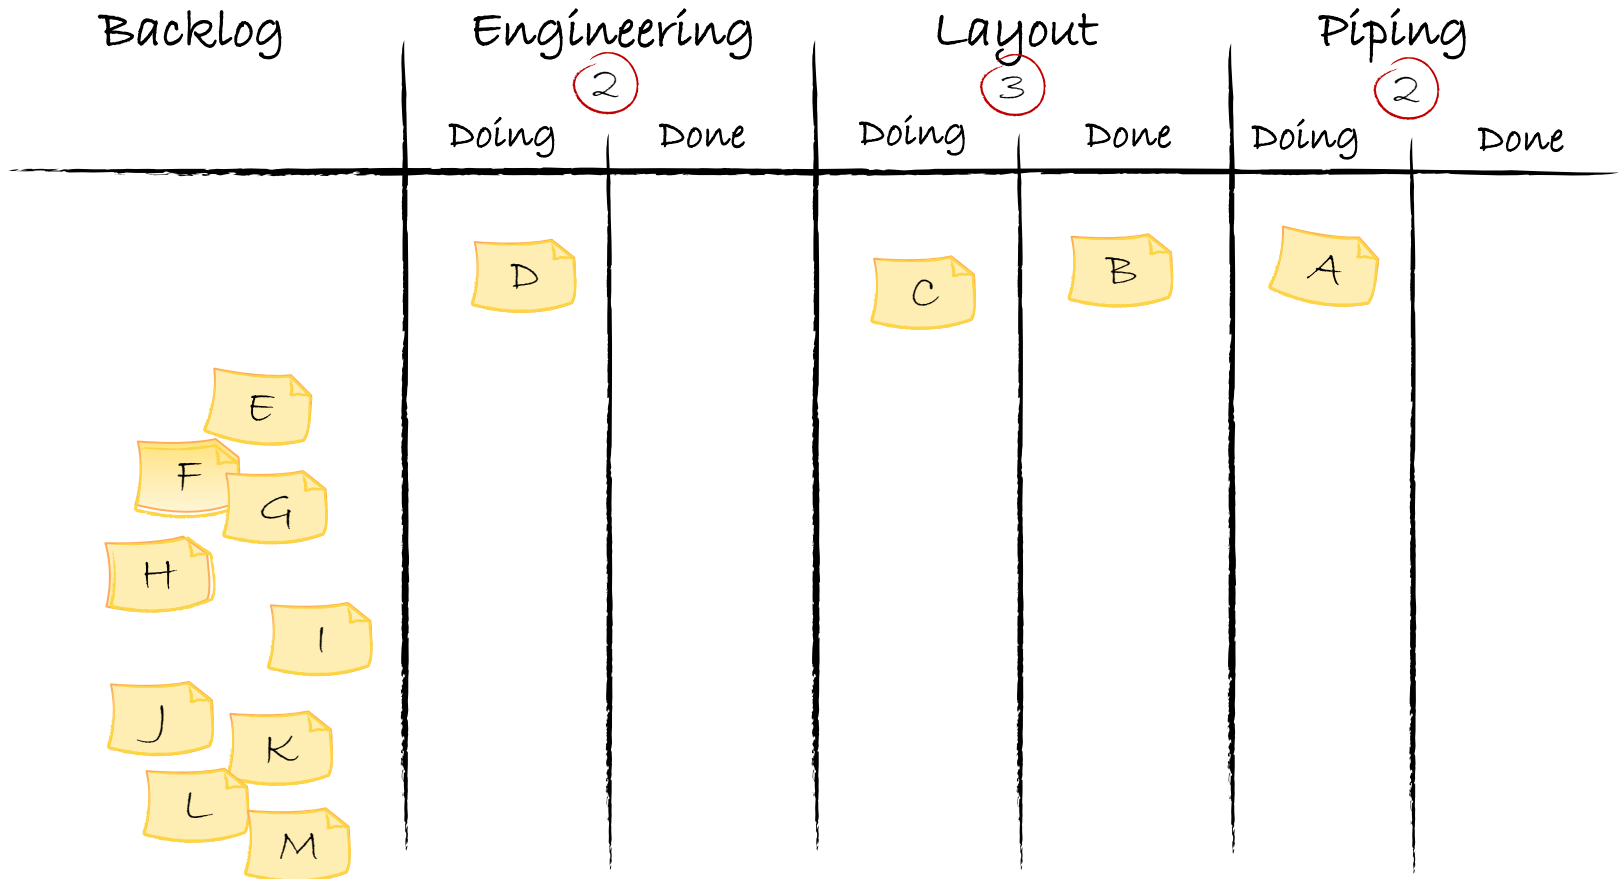 Backlog Engineering Layout Piping
2 3 2
Doing Done Doing Done Doing Done
D C B A
E
F
G
H
I
J
K
L
M